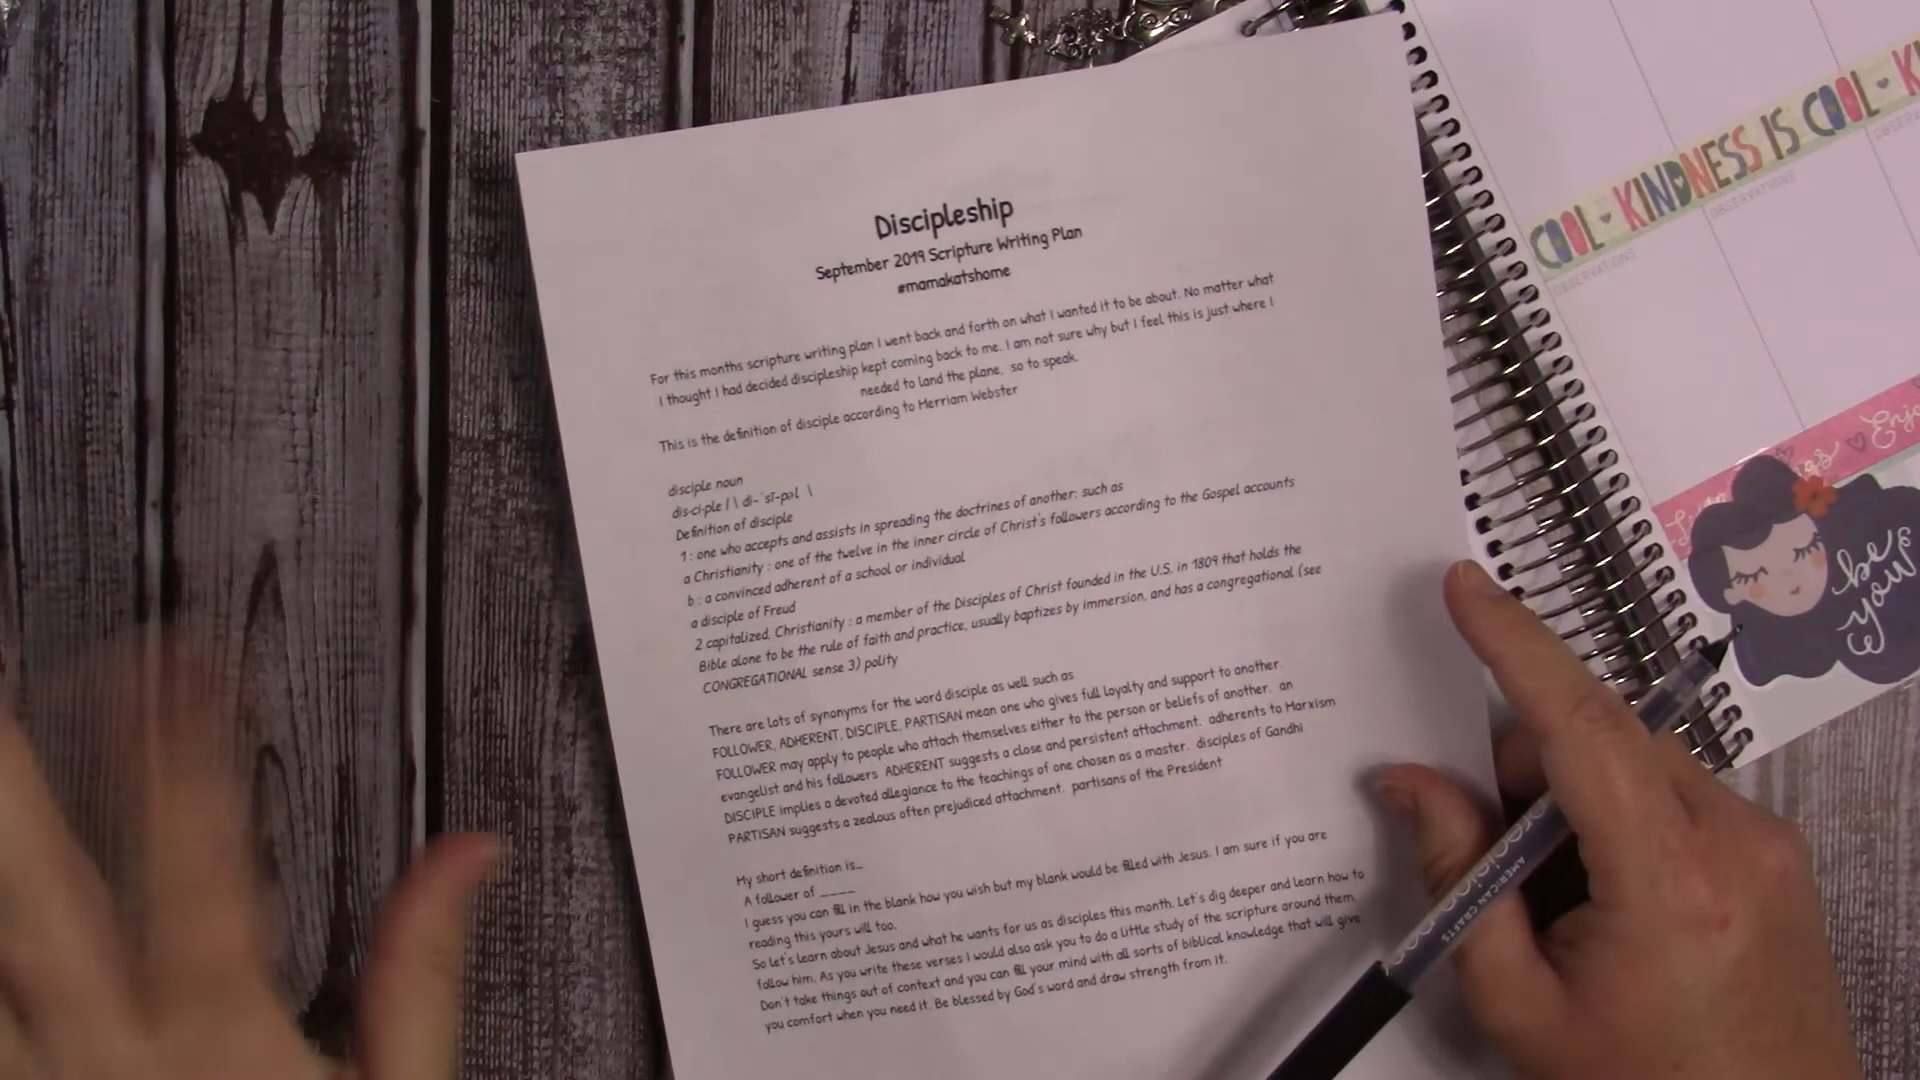 Discipleship
September 2019 Scripture Writing Plan
#mamakatshome
For this months scripture writing plan I went back and forth on what I wanted it to be about. No matter what
I thought I had decided discipleship kept coming back to me. I am not sure why but I feel this is just where I
needed to land the plane, so to speak.
This is the definition of disciple according to Merriam Webster
disciple noun
dis·ci·ple | \ di-ˈsī-pəl \
Definition of disciple
1 : one who accepts and assists in spreading the doctrines of another: such as
a Christianity : one of the twelve in the inner circle of Christ's followers according to the Gospel accounts
b : a convinced adherent of a school or individual
a disciple of Freud
2 capitalized, Christianity : a member of the Disciples of Christ founded in the U.S. in 1809 that holds the
Bible alone to be the rule of faith and practice, usually baptizes by immersion, and has a congregational (see
CONGREGATIONAL sense 3) polity
There are lots of synonyms for the word disciple as well such as
FOLLOWER, ADHERENT, DISCIPLE, PARTISAN mean one who gives full loyalty and support to another.
FOLLOWER may apply to people who attach themselves either to the person or beliefs of another. an
evangelist and his followers ADHERENT suggests a close and persistent attachment. adherents to Marxism
DISCIPLE implies a devoted allegiance to the teachings of one chosen as a master. disciples of Gandhi
PARTISAN suggests a zealous often prejudiced attachment. partisans of the President
My short definition is...
A follower of ____
I guess you can fill in the blank how you wish but my blank would be filled with Jesus. I am sure if you are
reading this yours will too.
So let's learn about Jesus and what he wants for us as disciples this month. Let's dig deeper and learn how to
follow him. As you write these verses I would also ask you to do a little study of the scripture around them.
Don't take things out of context and you can fill your mind with all sorts of biblical knowledge that will give
you comfort when you need it. Be blessed by God's word and draw strength from it.
COOL KINDNESS IS COOL
OBSERVATIONS
OBSERVATIONS
be
you
precision pen
AMERICAN CRAFTS